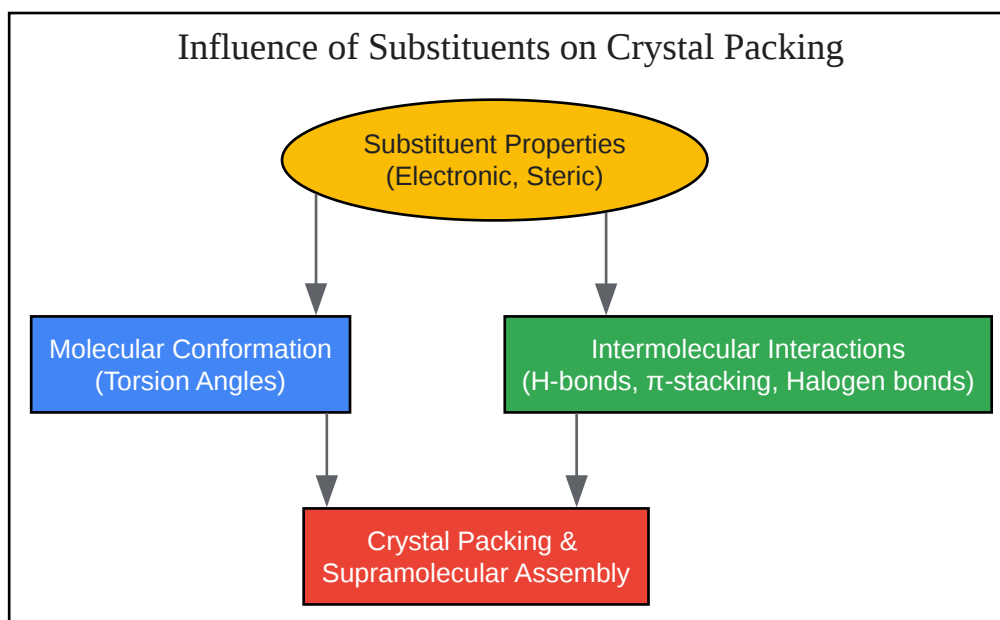 Influence of Substituents on Crystal Packing
Substituent Properties
(Electronic, Steric)
Molecular Conformation
(Torsion Angles)
Intermolecular Interactions
(H-bonds, π-stacking, Halogen bonds)
Crystal Packing &
Supramolecular Assembly